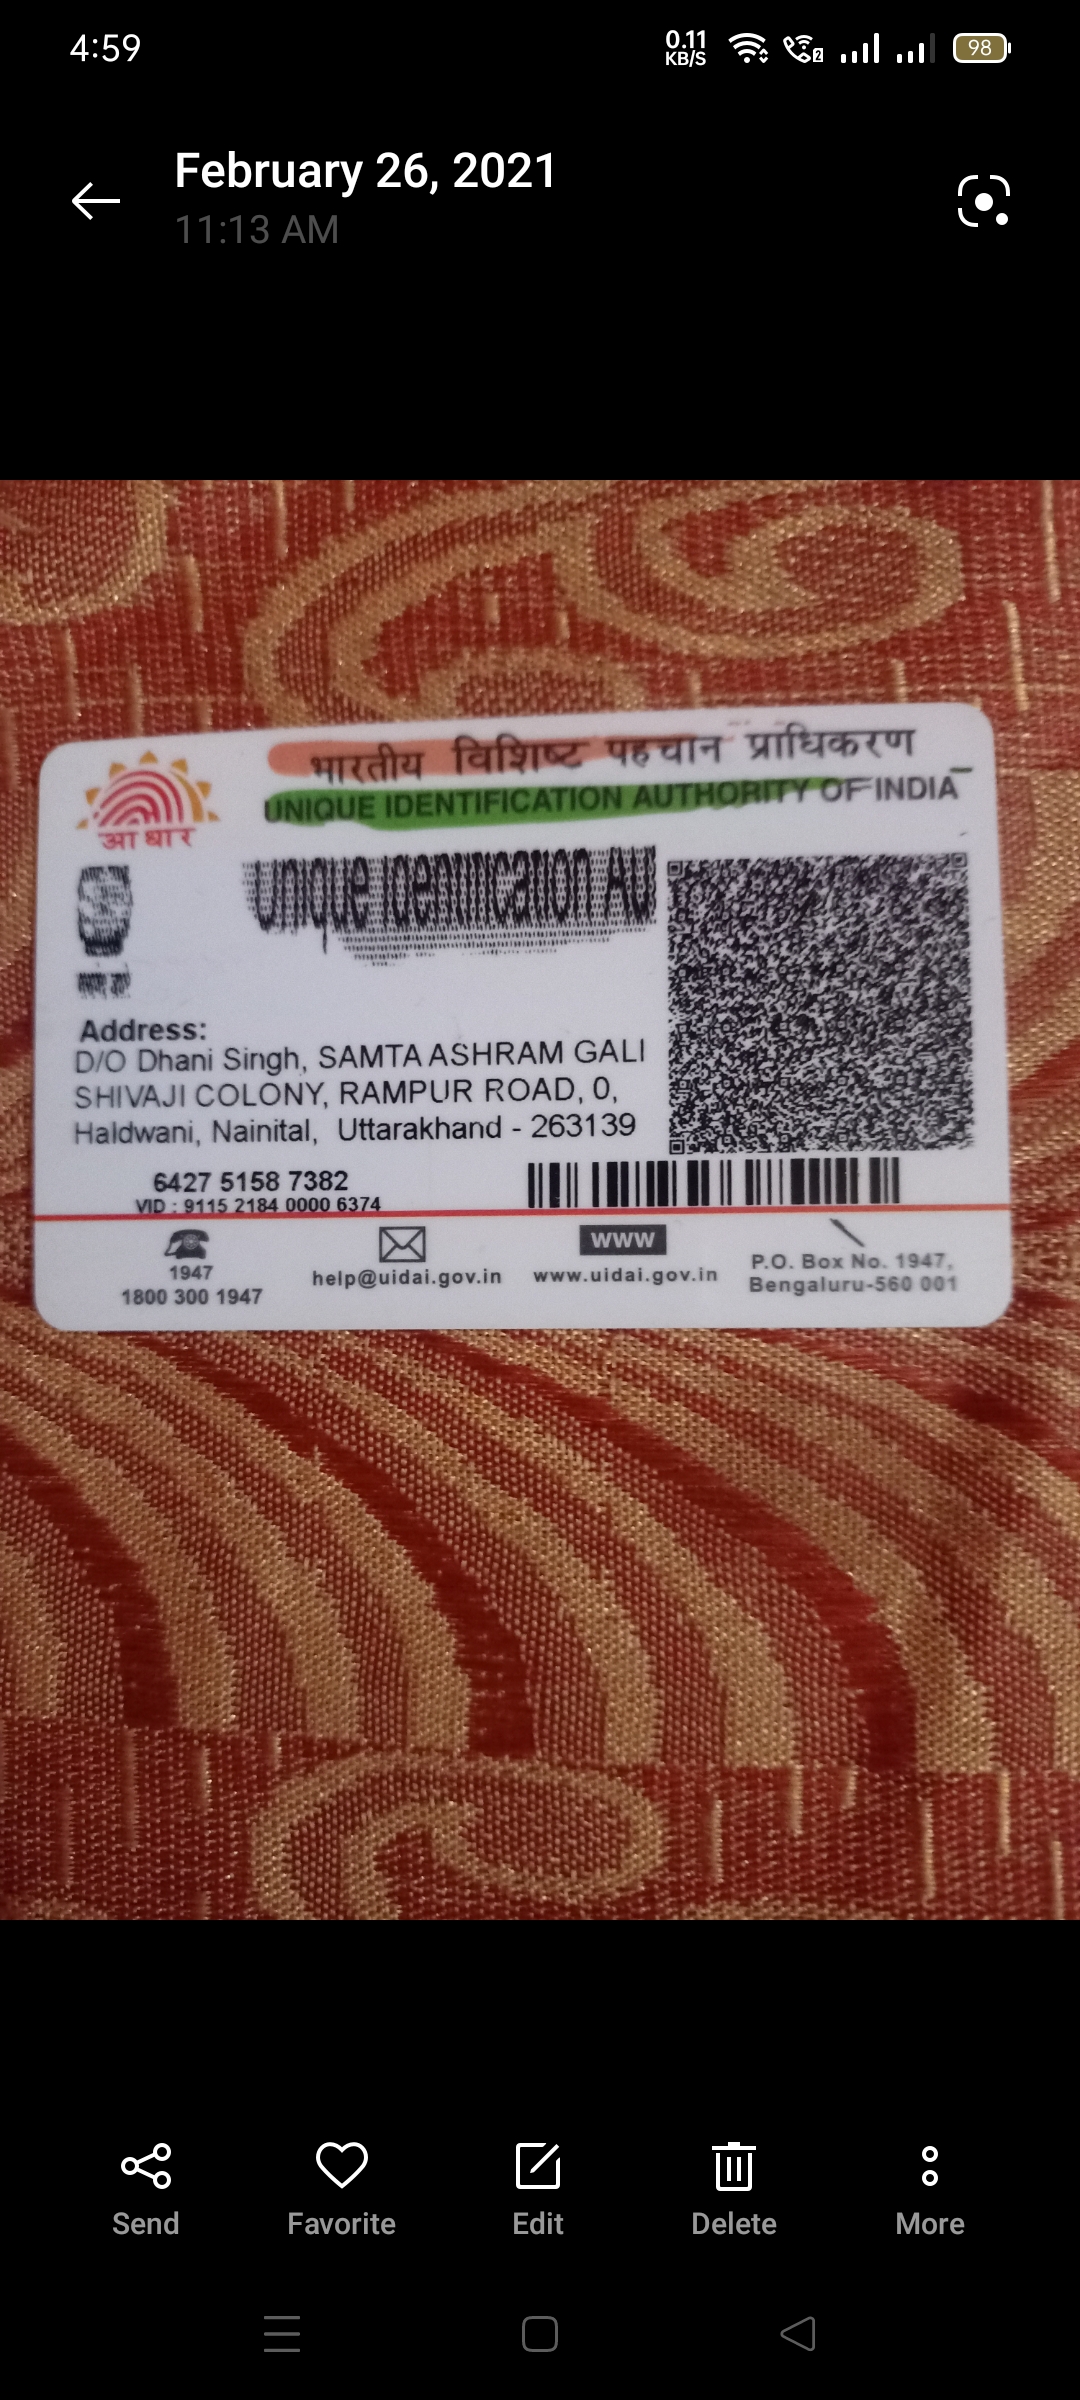 4:59
0.11
KB/S
2
98
February 26, 2021
11:13 AM
भारतीय विशिष्ट पहचान प्राधिकरण
UNIQUE IDENTIFICATION AUTHORITY OF INDIA
आधार
Unique Identification Au
Address:
D/O Dhani Singh, SAMTA ASHRAM GALI
SHIVAJI COLONY, RAMPUR ROAD, 0,
Haldwani, Nainital, Uttarakhand - 263139
6427 5158 7382
VID : 9115 2184 0000 6374
1947
1800 300 1947
help@uidai.gov.in
www
www.uidai.gov.in
P.O. Box No. 1947,
Bengaluru-560 001
Send
Favorite
Edit
Delete
More